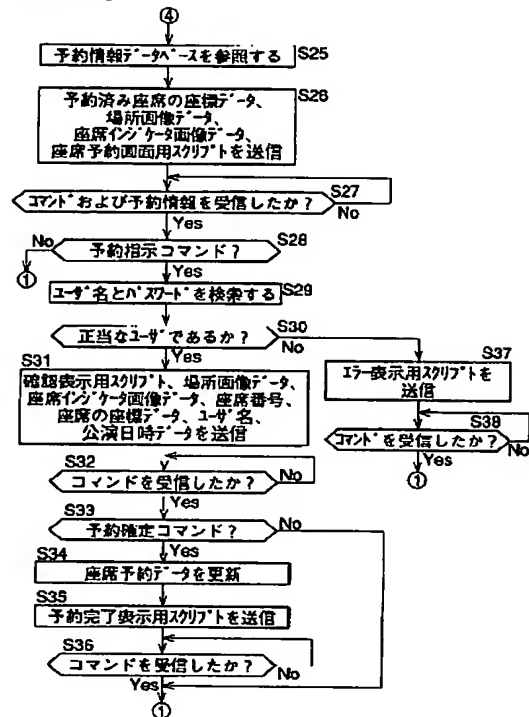 ④
予約情報データベースを参照する S25
予約済み座席の座標データ、 S26
場所画像データ、
座席インジケータ画像データ、
座席予約画面用スクリプトを送信
コマンドおよび予約情報を受信したか? S27
No
Yes
予約指示コマンド? S28
No
①
Yes
ユーザ名とパスワードを検索する S29
正当なユーザであるか? S30
No
Yes
S31
確認表示用スクリプト、場所画像データ、
座席インジケータ画像データ、座席番号、
座席の座標データ、ユーザ名、
公演日時データを送信
S37
エラー表示用スクリプトを
送信
S38
コマンドを受信したか?
No
Yes
①
S32
コマンドを受信したか?
No
Yes
S33
予約確定コマンド?
No
Yes
S34
座席予約データを更新
S35
予約完了表示用スクリプトを送信
S36
コマンドを受信したか?
No
Yes
①